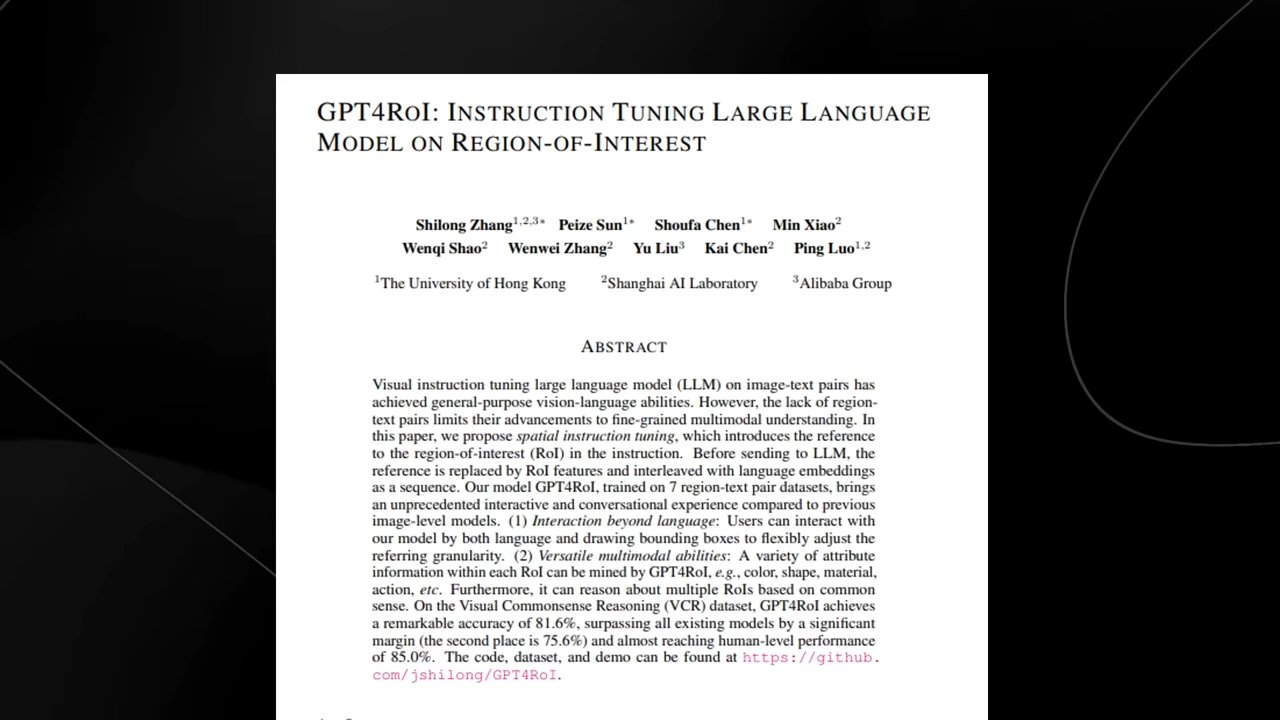 GPT4RoI: Instruction Tuning Large Language
Model on Region-of-Interest
Shilong Zhang1,2,3* Peize Sun1* Shoufa Chen1* Min Xiao2
Wenqi Shao2 Wenwei Zhang2 Yu Liu3 Kai Chen2 Ping Luo1,2
1The University of Hong Kong 2Shanghai AI Laboratory 3Alibaba Group
Abstract
Visual instruction tuning large language model (LLM) on image-text pairs has
achieved general-purpose vision-language abilities. However, the lack of region-
text pairs limits their advancements to fine-grained multimodal understanding. In
this paper, we propose spatial instruction tuning, which introduces the reference
to the region-of-interest (RoI) in the instruction. Before sending to LLM, the
reference is replaced by RoI features and interleaved with language embeddings
as a sequence. Our model GPT4RoI, trained on 7 region-text pair datasets, brings
an unprecedented interactive and conversational experience compared to previous
image-level models. (1) Interaction beyond language: Users can interact with
our model by both language and drawing bounding boxes to flexibly adjust the
referring granularity. (2) Versatile multimodal abilities: A variety of attribute
information within each RoI can be mined by GPT4RoI, e.g., color, shape, material,
action, etc. Furthermore, it can reason about multiple RoIs based on common
sense. On the Visual Commonsense Reasoning (VCR) dataset, GPT4RoI achieves
a remarkable accuracy of 81.6%, surpassing all existing models by a significant
margin (the second place is 75.6%) and almost reaching human-level performance
of 85.0%. The code, dataset, and demo can be found at https://github.
com/jshilong/GPT4RoI.